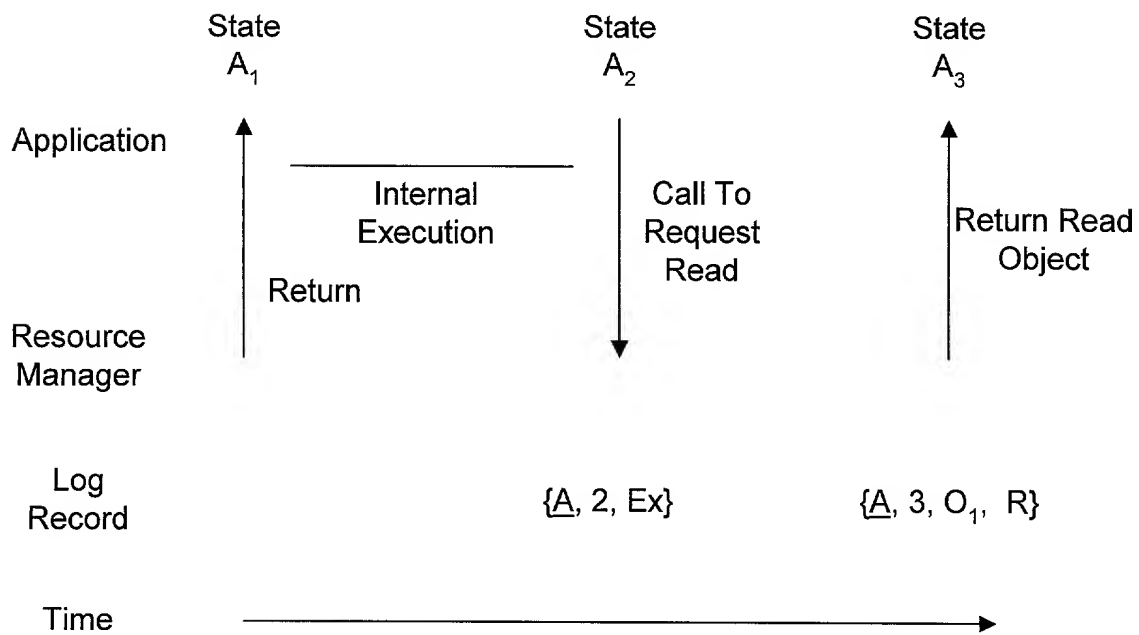 State State State
A₁ A₂ A₃
Application
Internal Call To
Execution Request Return Read
Read Object
Return
Resource
Manager
Log
Record
{A, 2, Ex} {A, 3, O₁, R}
Time